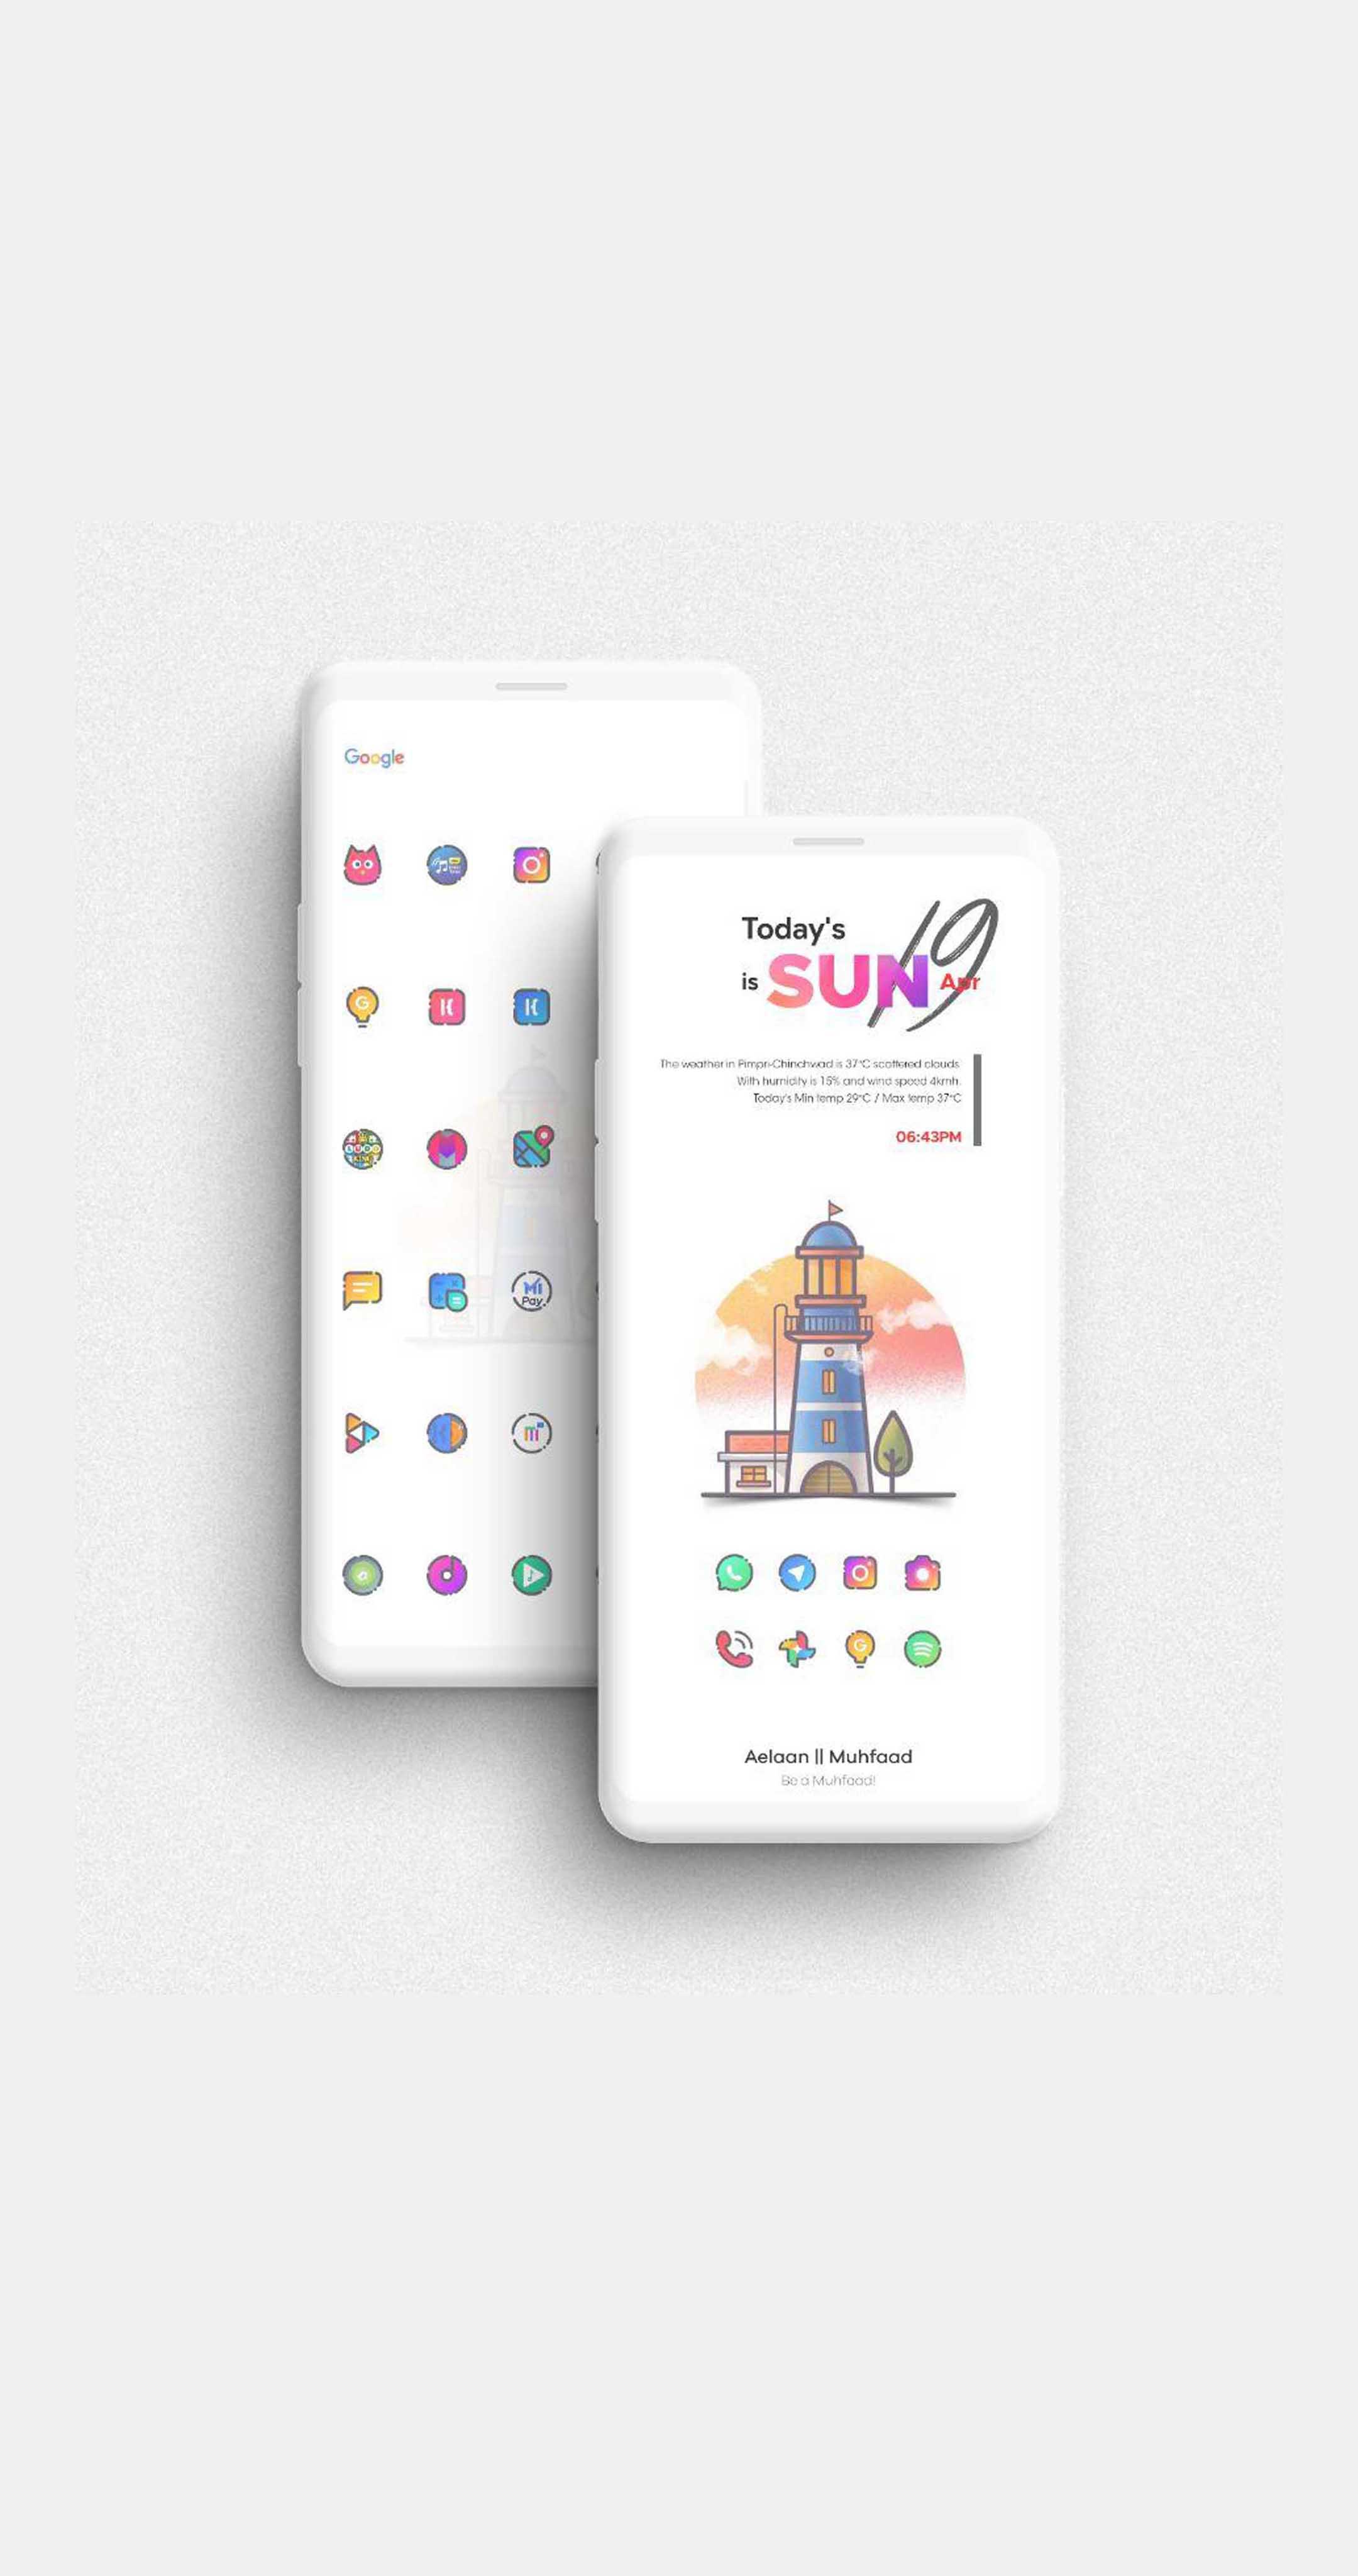 Google
LUDO
KING
Mi
Pay
Today's
19
is SUN Apr
The weather in Pimpri-Chinchwad is 37°C scattered clouds.
With humidity is 15% and wind speed 4kmh.
Today's Min temp 29°C / Max temp 37°C
06:43PM
Aelaan || Muhfaad
Be a Muhfaad!